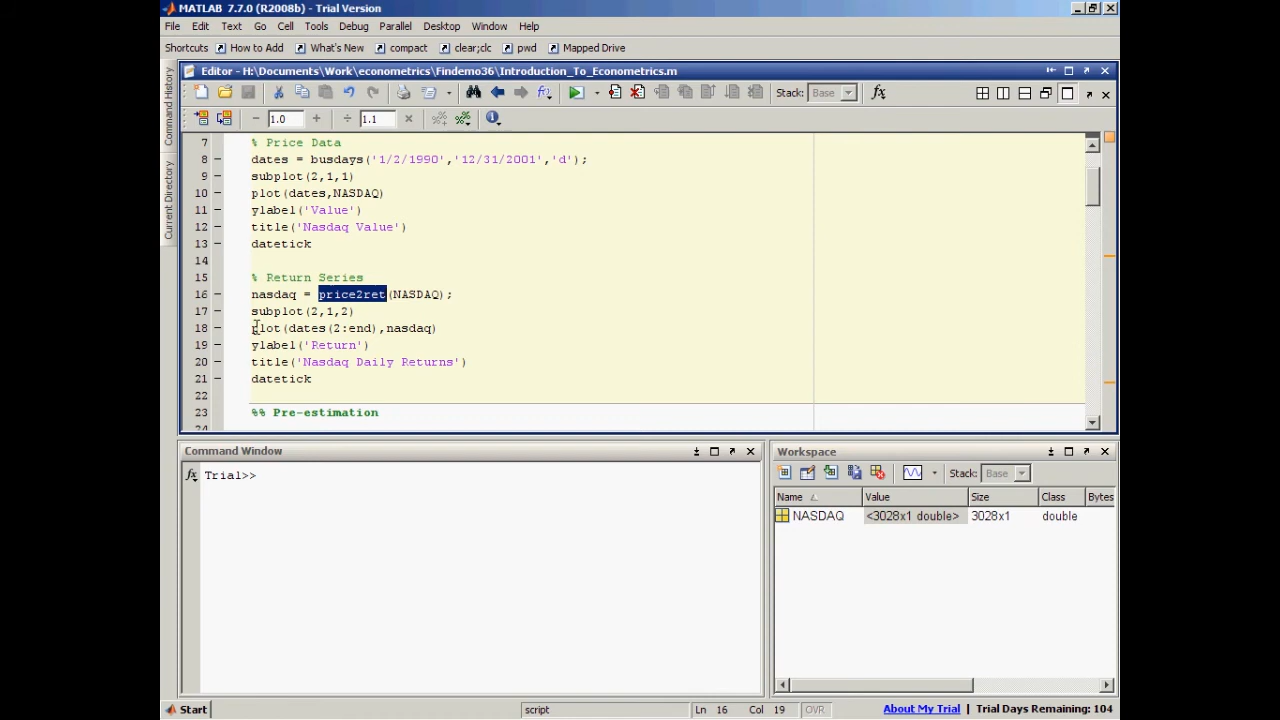 MATLAB 7.7.0 (R2008b) - Trial Version
File Edit Text Go Cell Tools Debug Parallel Desktop Window Help
Shortcuts How to Add What's New compact clear;clc pwd Mapped Drive
Command History
Current Directory
Editor - H:\Documents\Work\econometrics\Findemo36\Introduction_To_Econometrics.m
Stack: Base
1.0 1.1
7 % Price Data
8 dates = busdays('1/2/1990','12/31/2001','d');
9 subplot(2,1,1)
10 plot(dates,NASDAQ)
11 ylabel('Value')
12 title('Nasdaq Value')
13 datetick
14
15 % Return Series
16 nasdaq = price2ret(NASDAQ);
17 subplot(2,1,2)
18 plot(dates(2:end),nasdaq)
19 ylabel('Return')
20 title('Nasdaq Daily Returns')
21 datetick
22
23 %% Pre-estimation
24
Command Window
Trial>>
Workspace
Stack: Base
Name Value Size Class Bytes
NASDAQ <3028x1 double> 3028x1 double
Start script Ln 16 Col 19 OVR About My Trial | Trial Days Remaining: 104